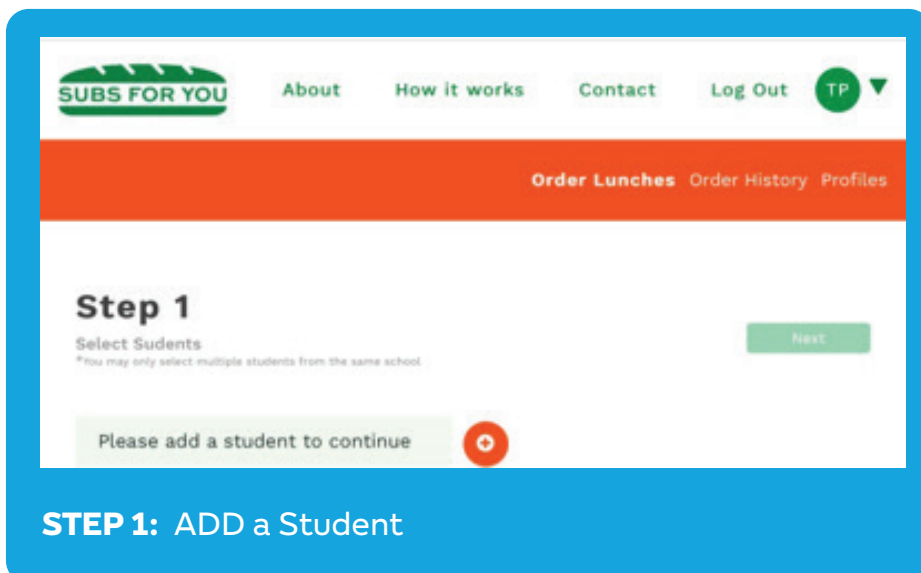 SUBS FOR YOU
About How it works Contact Log Out TP
Order Lunches Order History Profiles
Step 1
Select Sudents
Next
*You may only select multiple students from the same school.
Please add a student to continue
STEP 1: ADD a Student